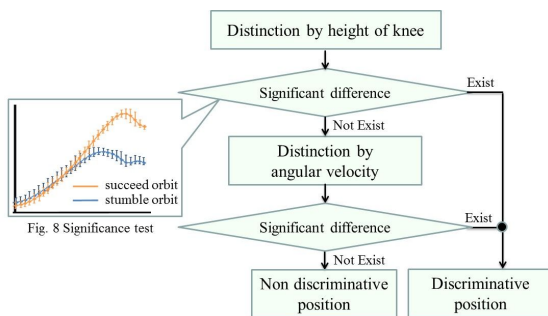 Distinction by height of knee
Significant difference
Exist
Not Exist
succeed orbit
stumble orbit
Fig. 8 Significance test
Distinction by
angular velocity
Significant difference
Exist
Not Exist
Non discriminative
position
Discriminative
position